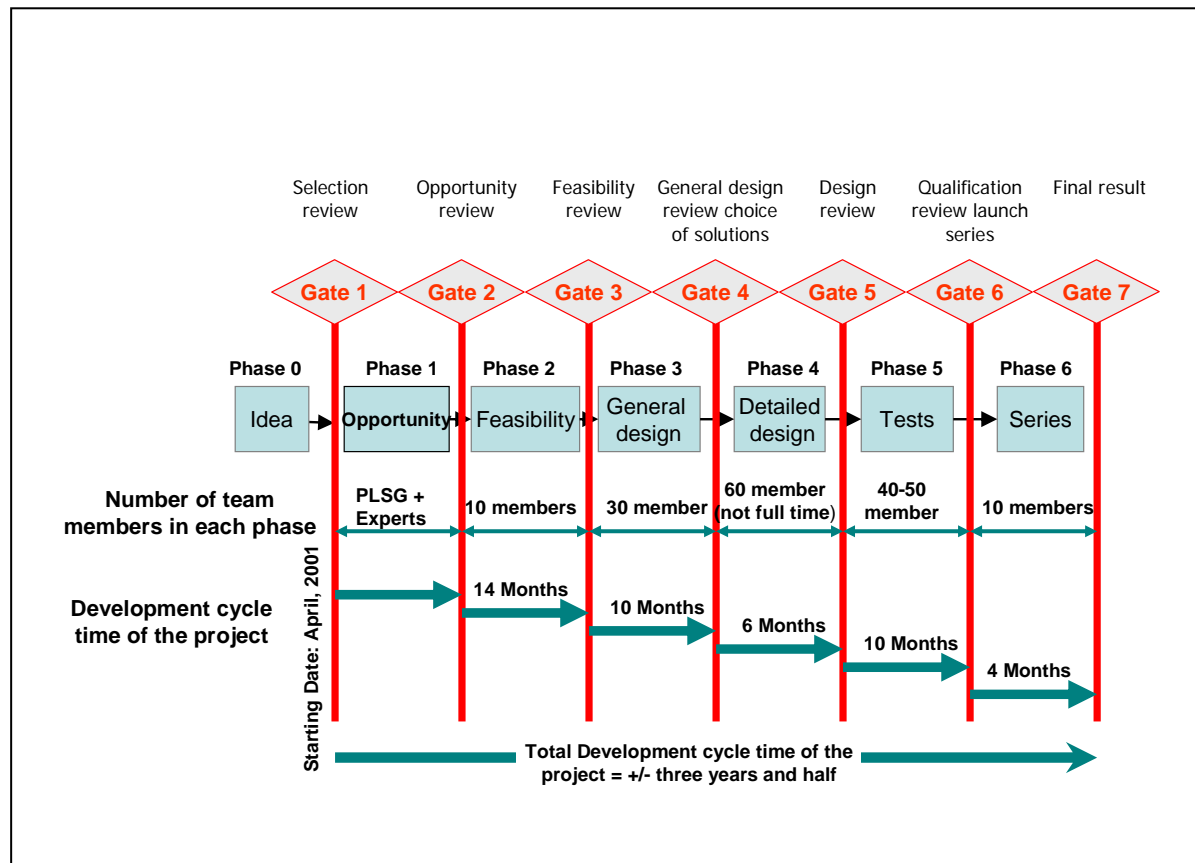 Selection
review
Opportunity
review
Feasibility
review
General design
review choice
of solutions
Design
review
Qualification
review launch
series
Final result
Gate 1
Gate 2
Gate 3
Gate 4
Gate 5
Gate 6
Gate 7
Phase 0
Phase 1
Phase 2
Phase 3
Phase 4
Phase 5
Phase 6
Idea
Opportunity
Feasibility
General
design
Detailed
design
Tests
Series
Number of team
members in each phase
PLSG +
Experts
10 members
30 member
60 member
(not full time)
40-50
member
10 members
Development cycle
time of the project
Starting Date: April, 2001
14 Months
10 Months
6 Months
10 Months
4 Months
Total Development cycle time of the
project = +/- three years and half